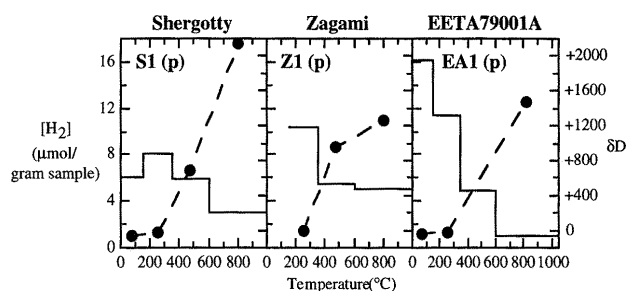 Shergotty Zagami EETA79001A
16 S1 (p) Z1 (p) EA1 (p) +2000
+1600
12 +1200
[H2] δD
(μmol/ 8 +800
gram sample)
4 +400
0 0
0 200 400 600 800 0 200 400 600 800 0 200 400 600 800 1000
Temperature(°C)